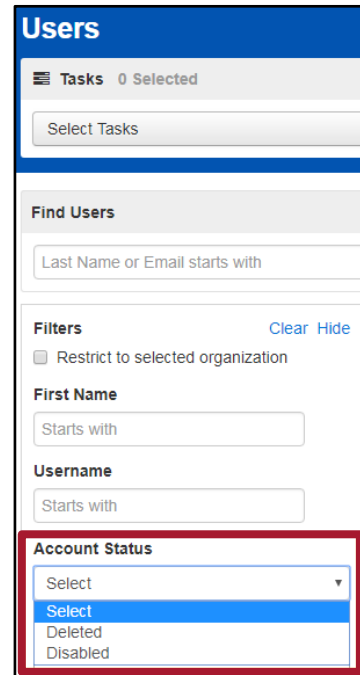 Users
Tasks 0 Selected
Select Tasks
Find Users
Last Name or Email starts with
Filters Clear Hide
Restrict to selected organization
First Name
Starts with
Username
Starts with
Account Status
Select
Select
Deleted
Disabled